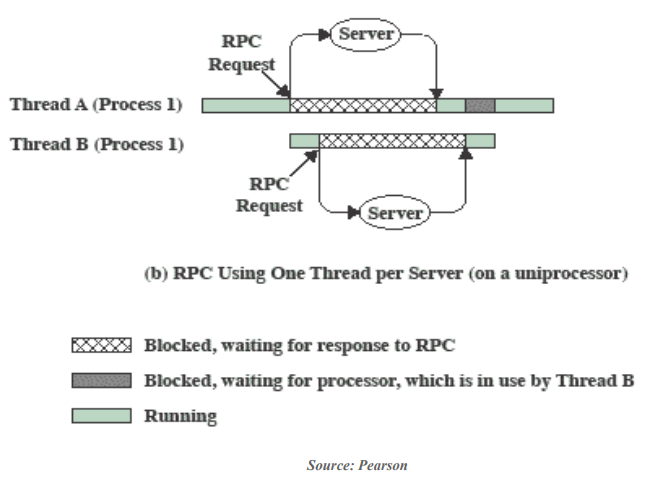 RPC
Request
Server
Thread A (Process 1)
Thread B (Process 1)
RPC
Request
Server
(b) RPC Using One Thread per Server (on a uniprocessor)
Blocked, waiting for response to RPC
Blocked, waiting for processor, which is in use by Thread B
Running
Source: Pearson